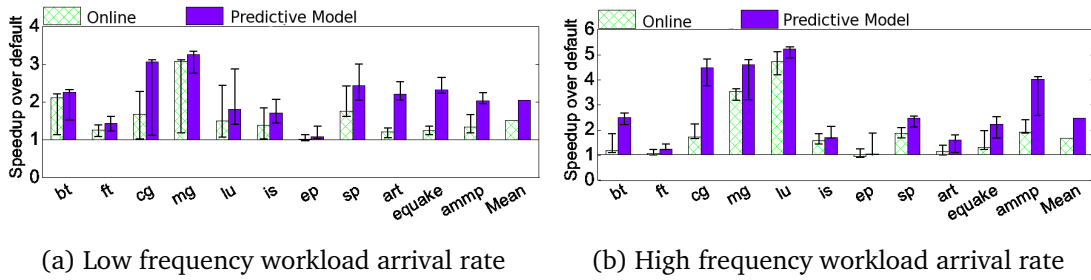 Online Predictive Model
Speedup over default
4
3
2
1
0
bt ft cg mg lu is ep sp art equake ammp Mean
(a) Low frequency workload arrival rate
Online Predictive Model
Speedup over default
6
5
4
3
2
1
0
bt ft cg mg lu is ep sp art equake ammp Mean
(b) High frequency workload arrival rate